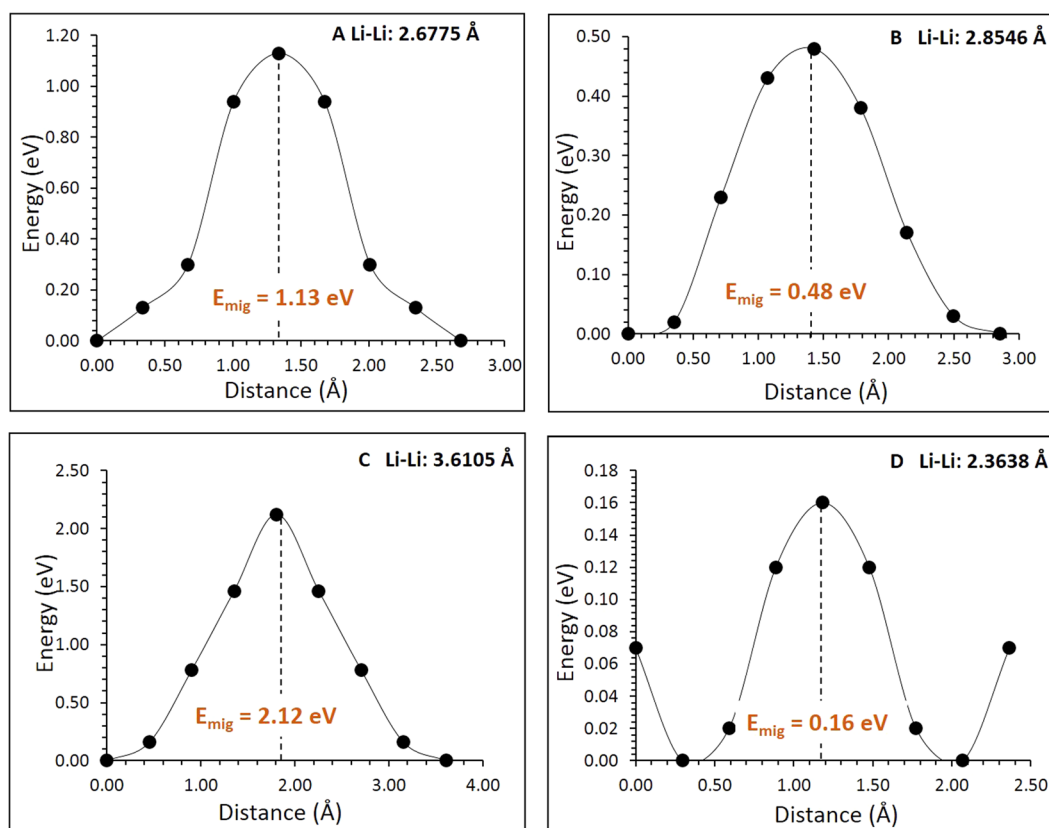 A Li-Li: 2.6775 Å
1.20
1.00
0.80
0.60
0.40
0.20
0.00
Energy (eV)
E_mig = 1.13 eV
0.00 0.50 1.00 1.50 2.00 2.50 3.00
Distance (Å)
B Li-Li: 2.8546 Å
0.50
0.40
0.30
0.20
0.10
0.00
Energy (eV)
E_mig = 0.48 eV
0.00 0.50 1.00 1.50 2.00 2.50 3.00
Distance (Å)
C Li-Li: 3.6105 Å
2.50
2.00
1.50
1.00
0.50
0.00
Energy (eV)
E_mig = 2.12 eV
0.00 1.00 2.00 3.00 4.00
Distance (Å)
D Li-Li: 2.3638 Å
0.18
0.16
0.14
0.12
0.10
0.08
0.06
0.04
0.02
0.00
Energy (eV)
E_mig = 0.16 eV
0.00 0.50 1.00 1.50 2.00 2.50
Distance (Å)